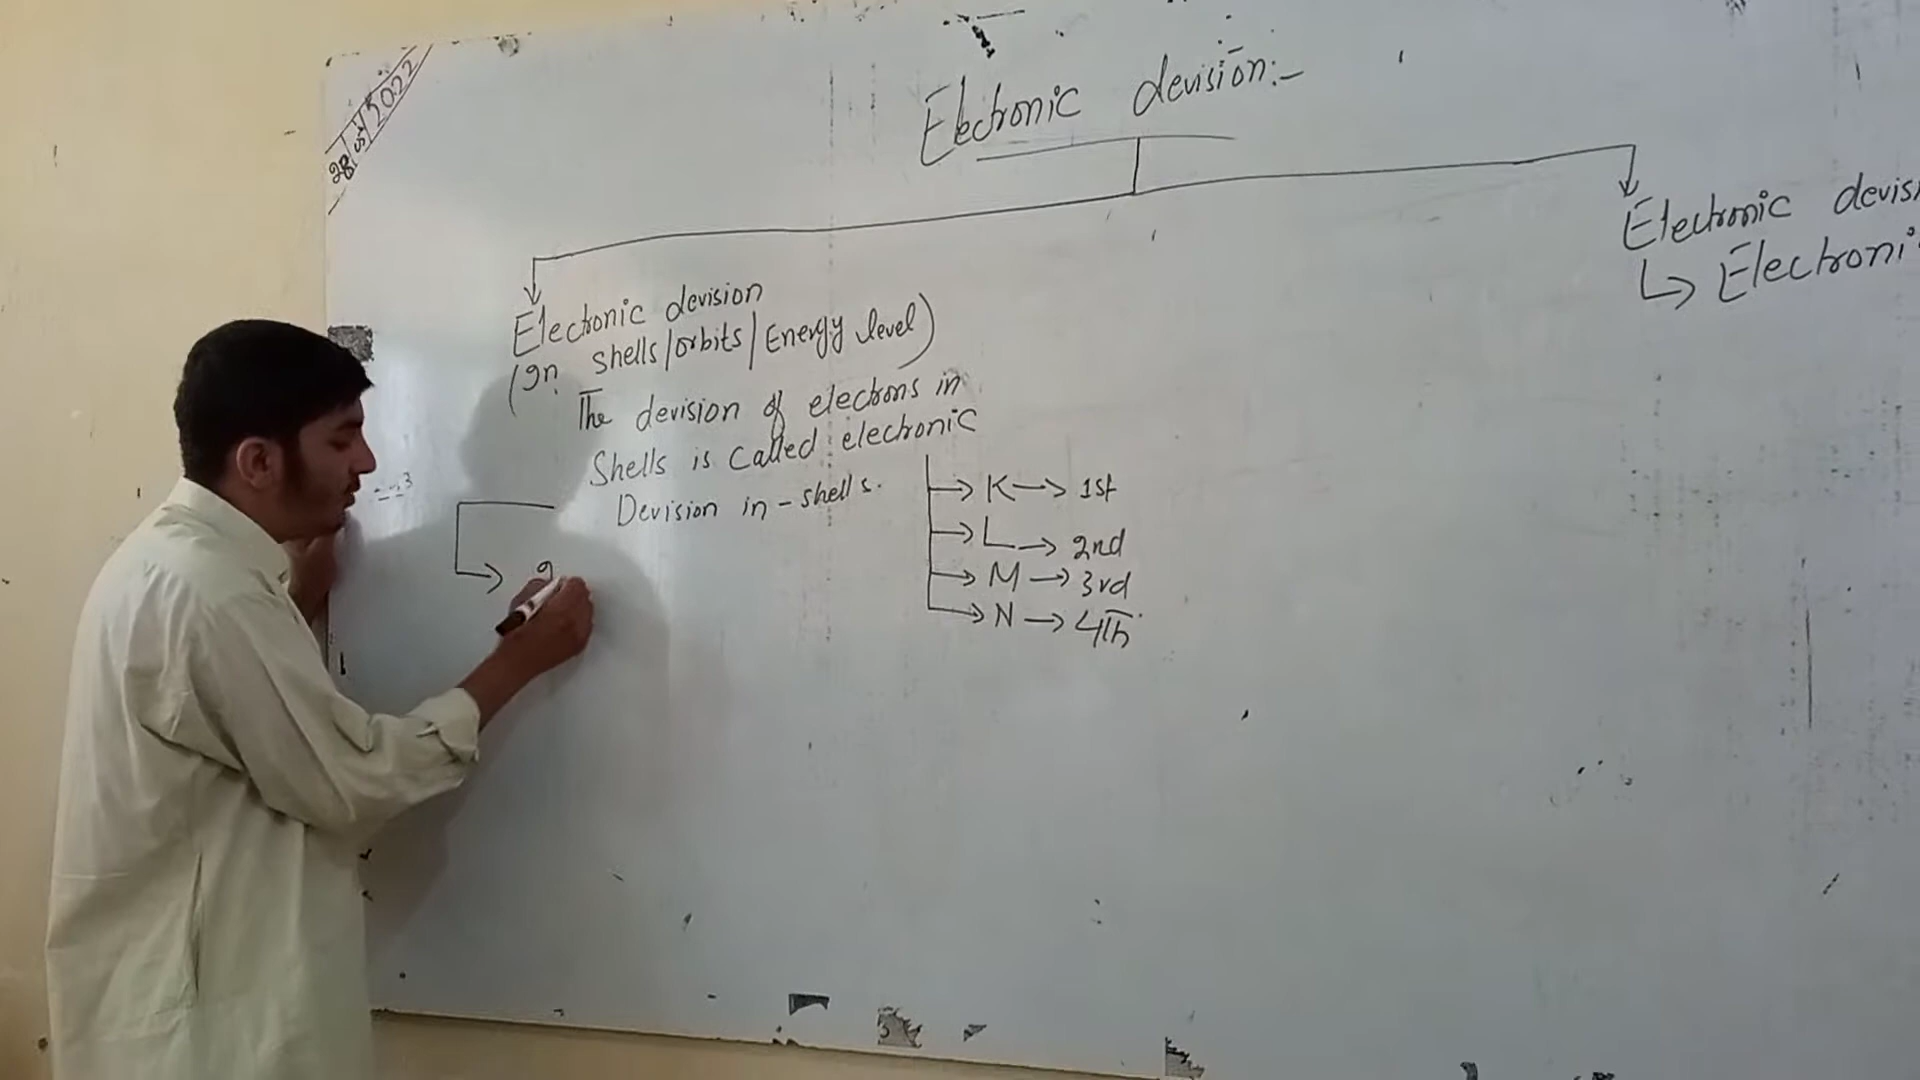 2022
Electronic devision:-
Electronic devision
(In shells/orbits/Energy level)
The devision of electrons in
Shells is called electronic
Devision in-shells.
K → 1st
L → 2nd
M → 3rd
N → 4th
Electronic devis
↳ Electroni